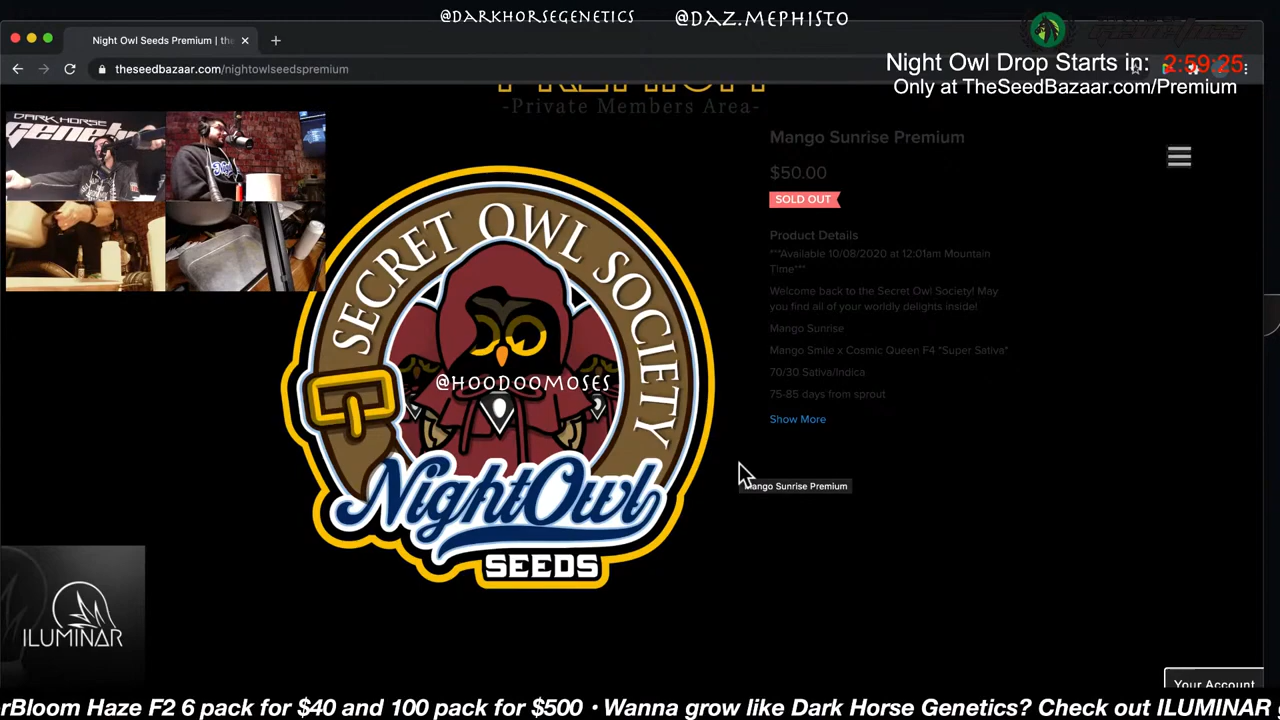 @DARKHORSEGENETICS
@DAZ.MEPHISTO
Night Owl Seeds Premium | the
theseedbazaar.com/nightowlseedspremium
Night Owl Drop Starts in: 2:59:25
Only at TheSeedBazaar.com/Premium
PREMIUM
-Private Members Area-
DARK HORSE
Genetics
Mango Sunrise Premium
$50.00
SOLD OUT
Product Details
***Available 10/08/2020 at 12:01am Mountain
Time***
Welcome back to the Secret Owl Society! May
you find all of your worldly delights inside!
Mango Sunrise
Mango Smile x Cosmic Queen F4 *Super Sativa*
70/30 Sativa/Indica
75-85 days from sprout
Show More
SECRET OWL SOCIETY
@HOODOOMOSES
Night Owl
SEEDS
Mango Sunrise Premium
ILUMINAR
Your Account
rBloom Haze F2 6 pack for $40 and 100 pack for $500 · Wanna grow like Dark Horse Genetics? Check out ILUMINAR